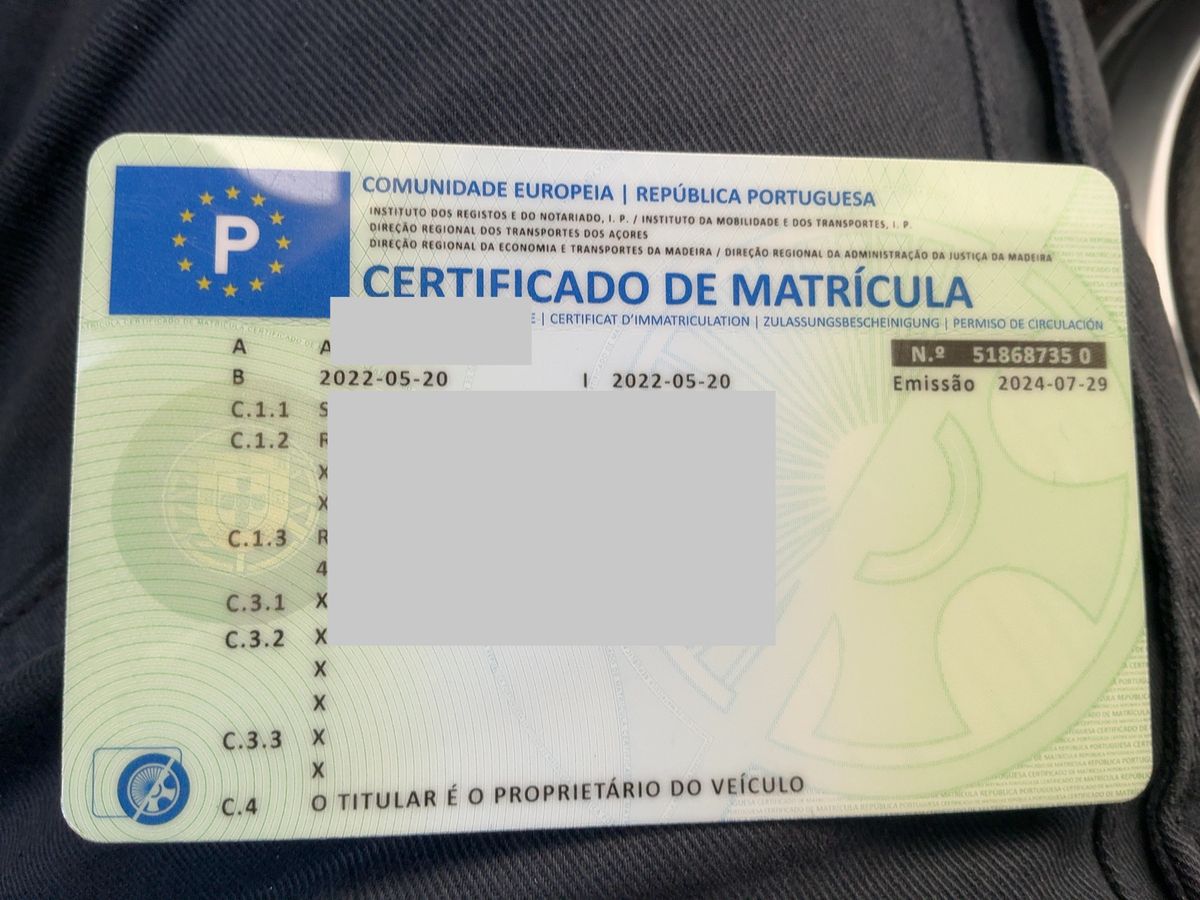 P
COMUNIDADE EUROPEIA | REPÚBLICA PORTUGUESA
INSTITUTO DOS REGISTOS E DO NOTARIADO, I. P. / INSTITUTO DA MOBILIDADE E DOS TRANSPORTES, I. P.
DIREÇÃO REGIONAL DOS TRANSPORTES DOS AÇORES
DIREÇÃO REGIONAL DA ECONOMIA E TRANSPORTES DA MADEIRA / DIREÇÃO REGIONAL DA ADMINISTRAÇÃO DA JUSTIÇA DA MADEIRA
CERTIFICADO DE MATRÍCULA
E | CERTIFICAT D'IMMATRICULATION | ZULASSUNGSBESCHEINIGUNG | PERMISO DE CIRCULACIÓN
A A
N.º 51868735 0
B 2022-05-20 I 2022-05-20
Emissão 2024-07-29
C.1.1 S
C.1.2 R
X
X
C.1.3 R
4
C.3.1 X
C.3.2 X
X
X
C.3.3 X
X
C.4 O TITULAR É O PROPRIETÁRIO DO VEÍCULO